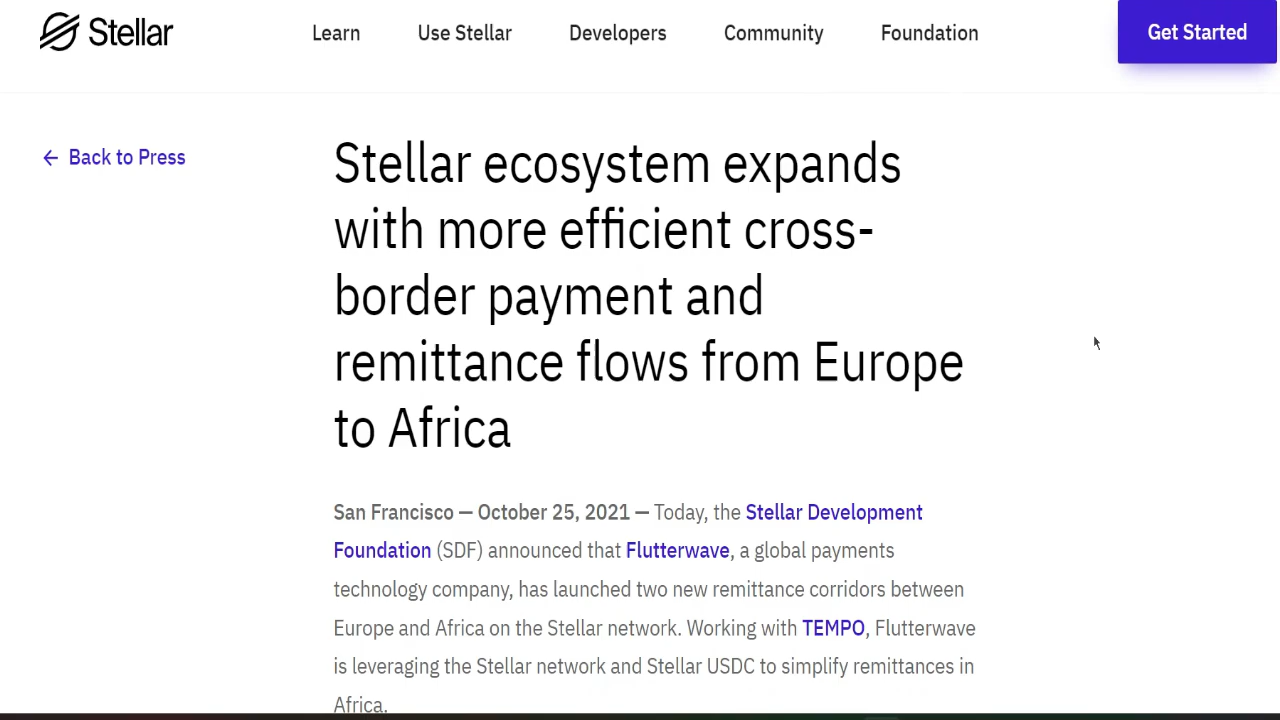 Stellar
Learn
Use Stellar
Developers
Community
Foundation
Get Started
← Back to Press
Stellar ecosystem expands
with more efficient cross-
border payment and
remittance flows from Europe
to Africa
San Francisco — October 25, 2021 — Today, the Stellar Development
Foundation (SDF) announced that Flutterwave, a global payments
technology company, has launched two new remittance corridors between
Europe and Africa on the Stellar network. Working with TEMPO, Flutterwave
is leveraging the Stellar network and Stellar USDC to simplify remittances in
Africa.